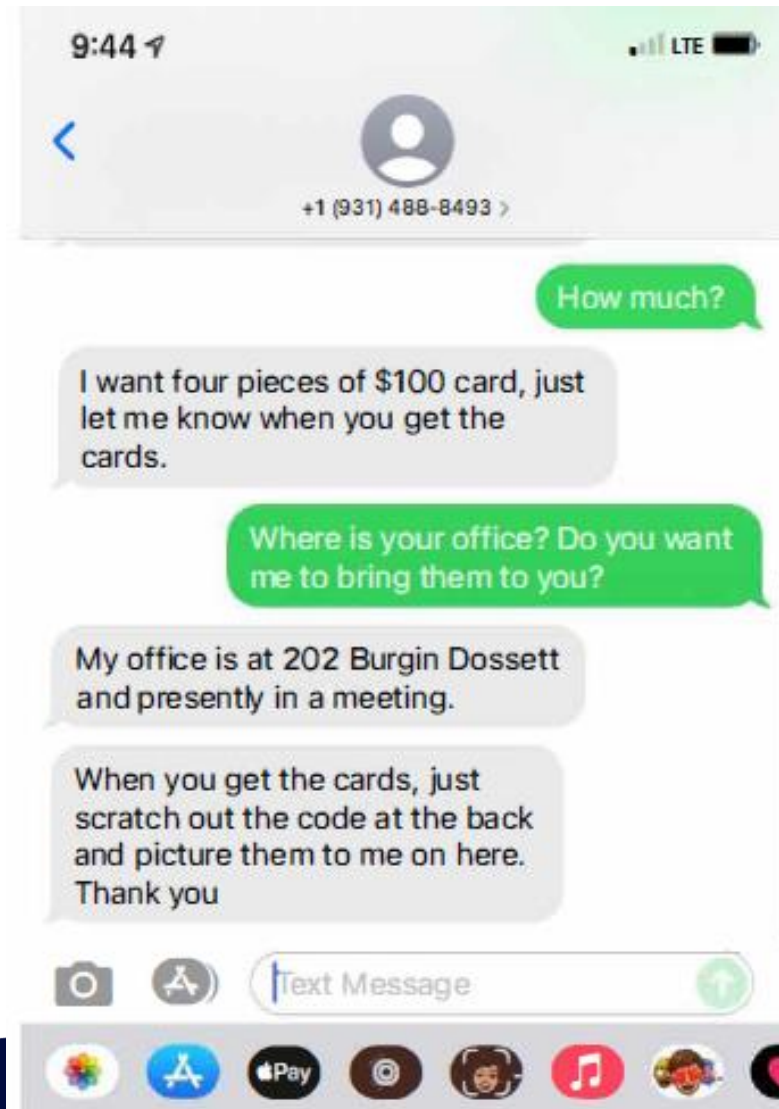 9:44
LTE
+1 (931) 488-8493 >
How much?
I want four pieces of $100 card, just
let me know when you get the
cards.
Where is your office? Do you want
me to bring them to you?
My office is at 202 Burgin Dossett
and presently in a meeting.
When you get the cards, just
scratch out the code at the back
and picture them to me on here.
Thank you
Text Message
Pay